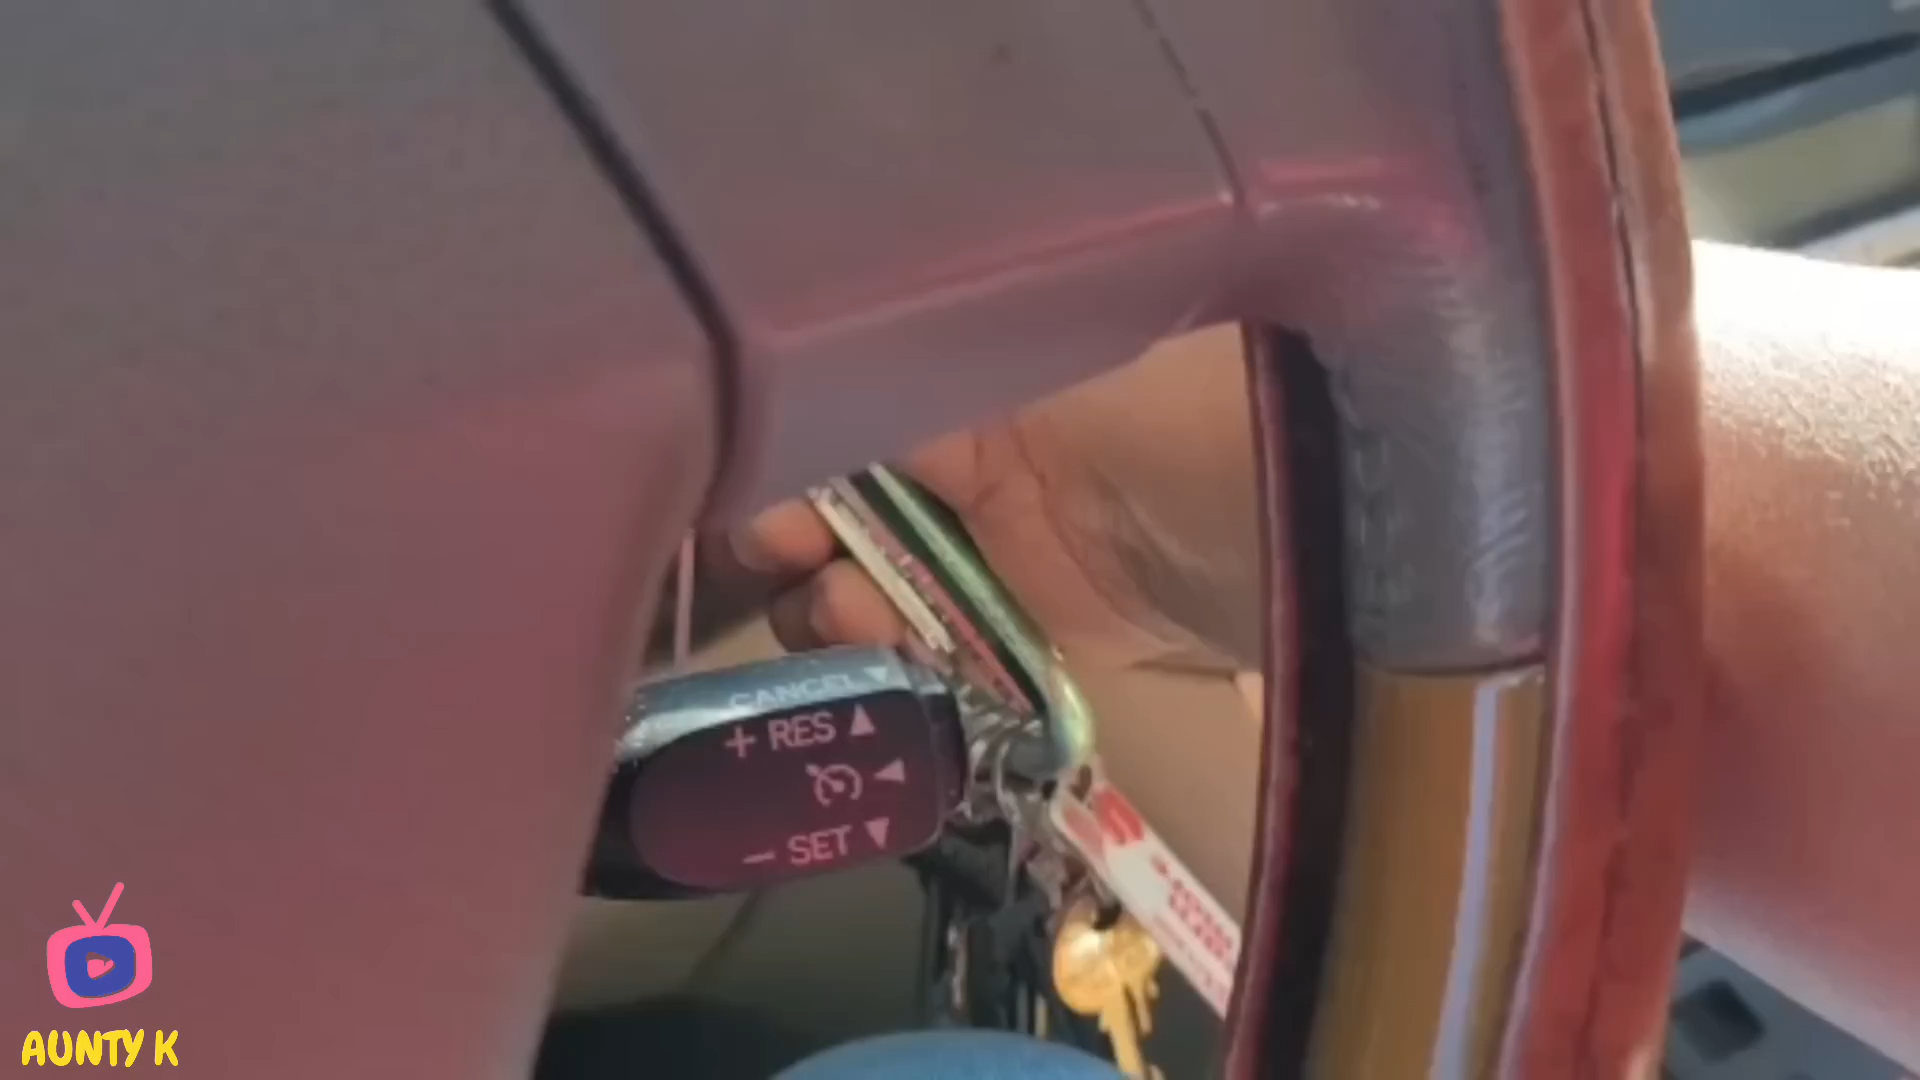 CANCEL ▼
+ RES ▲
◀
− SET ▼
AUNTY K